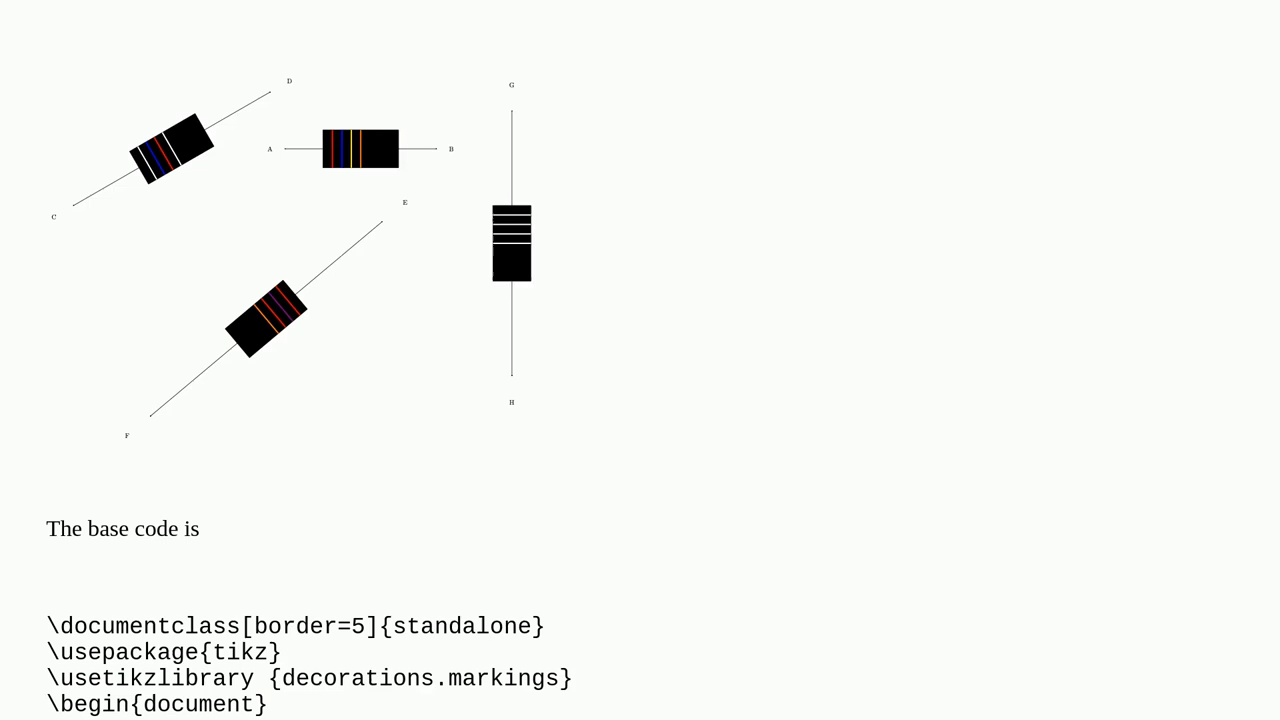 D
G
A
B
E
C
H
F
The base code is
\documentclass[border=5]{standalone}
\usepackage{tikz}
\usetikzlibrary {decorations.markings}
\begin{document}